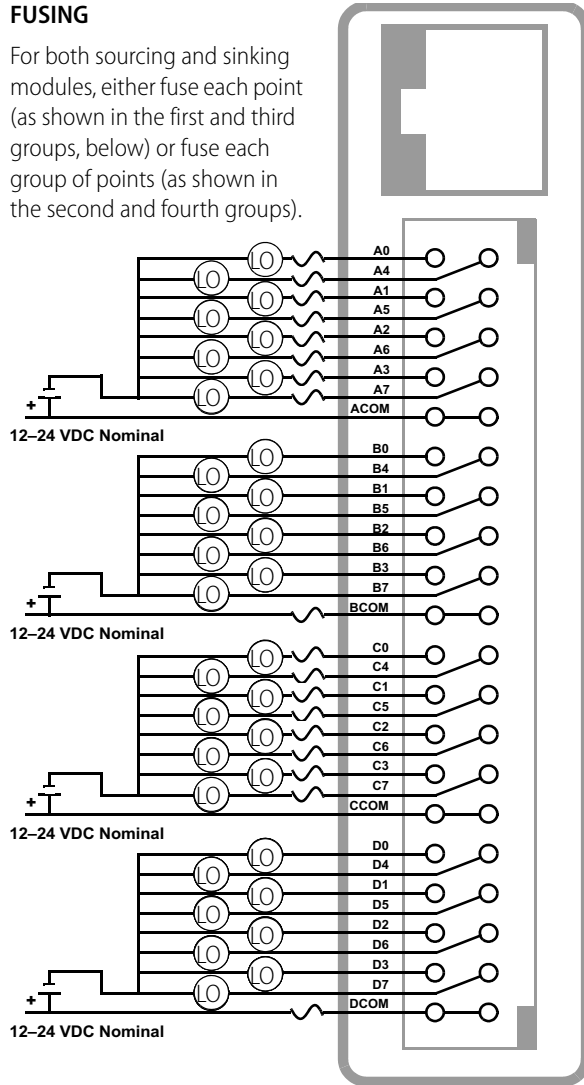 FUSING
For both sourcing and sinking
modules, either fuse each point
(as shown in the first and third
groups, below) or fuse each
group of points (as shown in
the second and fourth groups).
LO A0
LO A4
LO A1
LO A5
LO A2
LO A6
LO A3
LO A7
+ ACOM
12–24 VDC Nominal
LO B0
LO B4
LO B1
LO B5
LO B2
LO B6
LO B3
LO B7
+ BCOM
12–24 VDC Nominal
LO C0
LO C4
LO C1
LO C5
LO C2
LO C6
LO C3
LO C7
+ CCOM
12–24 VDC Nominal
LO D0
LO D4
LO D1
LO D5
LO D2
LO D6
LO D3
LO D7
+ DCOM
12–24 VDC Nominal